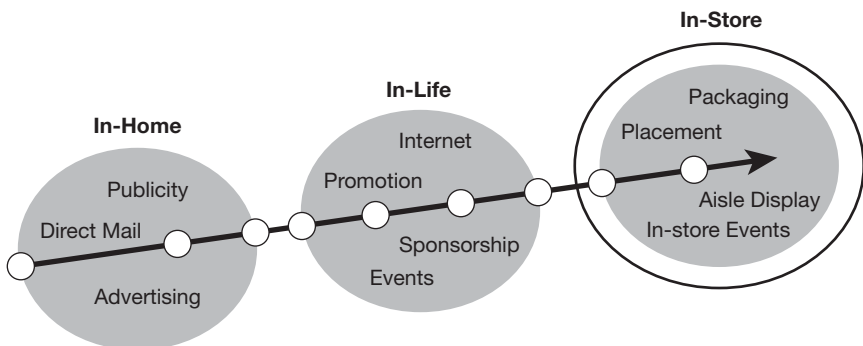 In-Home
Publicity
Direct Mail
Advertising
In-Life
Internet
Promotion
Sponsorship
Events
In-Store
Packaging
Placement
Aisle Display
In-store Events